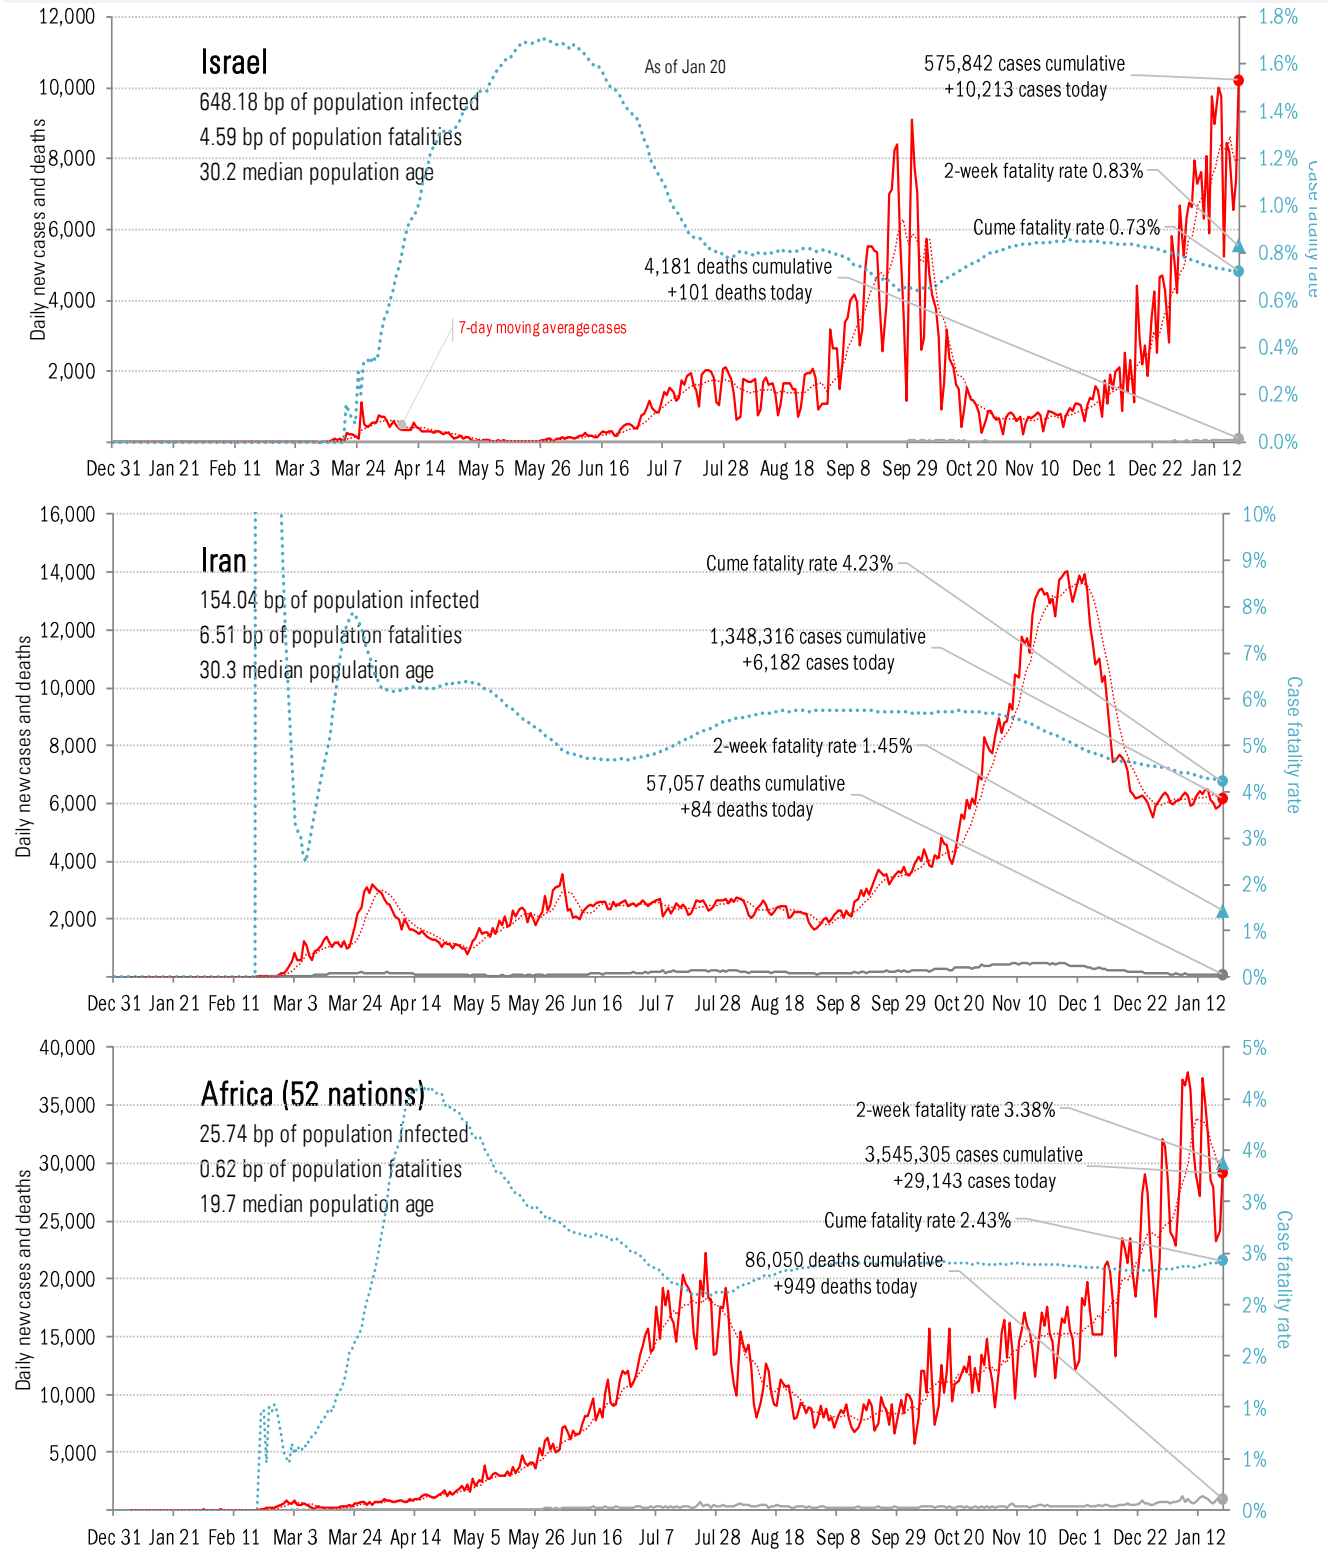 12,000
1.8%
Israel
As of Jan 20
575,842 cases cumulative
+10,213 cases today
1.6%
648.18 bp of population infected
10,000
1.4%
4.59 bp of population fatalities
8,000
1.2%
30.2 median population age
2-week fatality rate 0.83%
1.0%
6,000
Cume fatality rate 0.73%
0.8%
4,181 deaths cumulative
+101 deaths today
4,000
0.6%
7-day moving average cases
0.4%
2,000
0.2%
0.0%
Daily new cases and deaths
Case fatality rate
Dec 31 Jan 21 Feb 11 Mar 3 Mar 24 Apr 14 May 5 May 26 Jun 16 Jul 7 Jul 28 Aug 18 Sep 8 Sep 29 Oct 20 Nov 10 Dec 1 Dec 22 Jan 12
16,000
10%
Iran
Cume fatality rate 4.23%
9%
14,000
154.04 bp of population infected
8%
12,000
6.51 bp of population fatalities
1,348,316 cases cumulative
+6,182 cases today
7%
30.3 median population age
10,000
6%
8,000
2-week fatality rate 1.45%
5%
57,057 deaths cumulative
+84 deaths today
6,000
4%
3%
4,000
2%
2,000
1%
0%
Daily new cases and deaths
Case fatality rate
Dec 31 Jan 21 Feb 11 Mar 3 Mar 24 Apr 14 May 5 May 26 Jun 16 Jul 7 Jul 28 Aug 18 Sep 8 Sep 29 Oct 20 Nov 10 Dec 1 Dec 22 Jan 12
40,000
5%
Africa (52 nations)
35,000
4%
2-week fatality rate 3.38%
25.74 bp of population infected
3,545,305 cases cumulative
+29,143 cases today
4%
30,000
0.62 bp of population fatalities
19.7 median population age
3%
25,000
Cume fatality rate 2.43%
3%
86,050 deaths cumulative
+949 deaths today
20,000
2%
15,000
2%
10,000
1%
5,000
1%
0%
Daily new cases and deaths
Case fatality rate
Dec 31 Jan 21 Feb 11 Mar 3 Mar 24 Apr 14 May 5 May 26 Jun 16 Jul 7 Jul 28 Aug 18 Sep 8 Sep 29 Oct 20 Nov 10 Dec 1 Dec 22 Jan 12